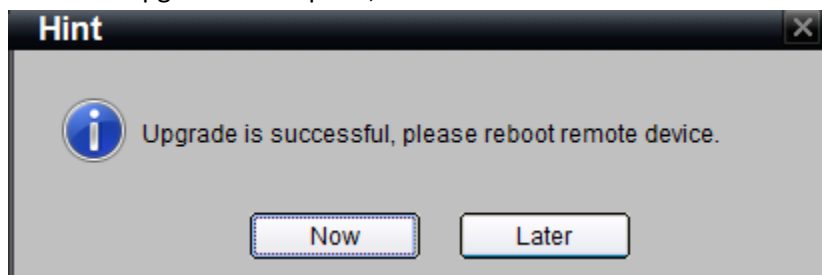 Hint
Upgrade is successful, please reboot remote device.
Now
Later